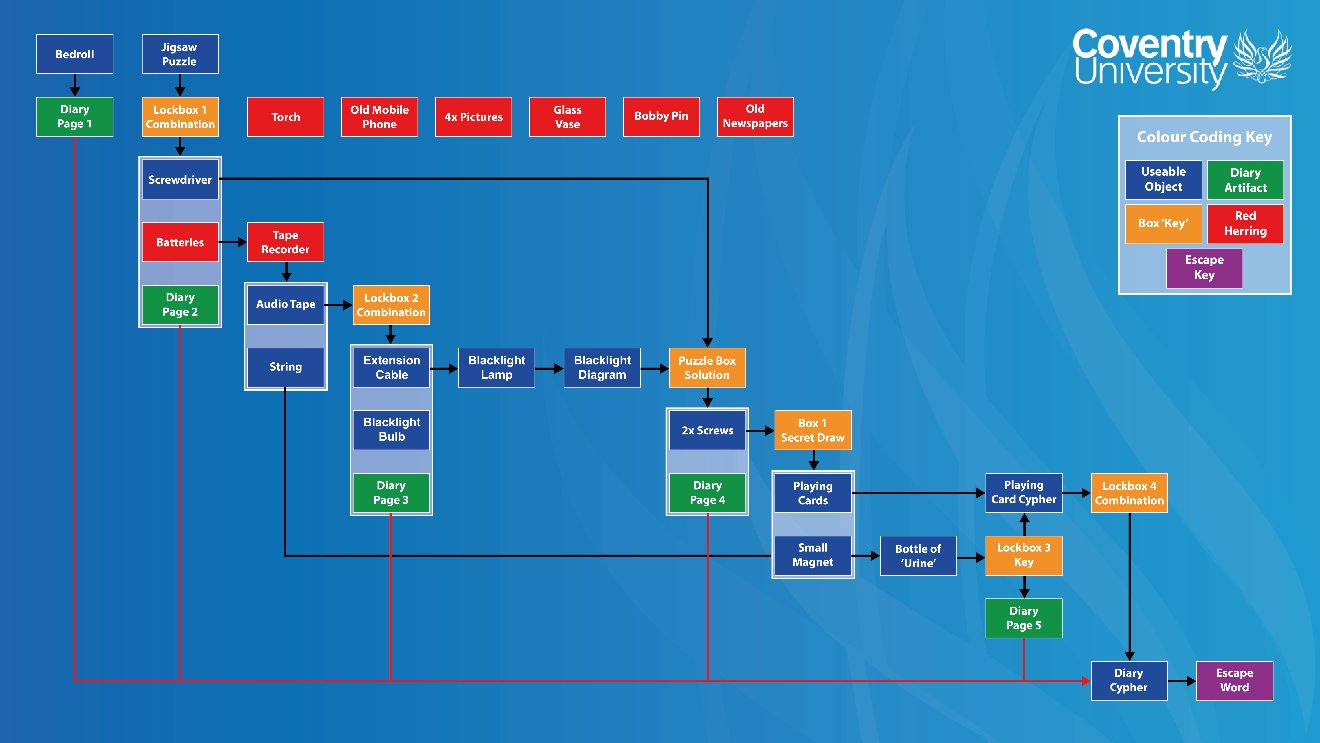 Coventry
University
Bedroll
Jigsaw
Puzzle
Diary
Page 1
Lockbox 1
Combination
Torch
Old Mobile
Phone
4x Pictures
Glass
Vase
Bobby Pin
Old
Newspapers
Colour Coding Key
Useable
Object
Diary
Artifact
Box ‘Key’
Red
Herring
Escape
Key
Screwdriver
Batteries
Tape
Recorder
Diary
Page 2
Audio Tape
Lockbox 2
Combination
String
Extension
Cable
Blacklight
Lamp
Blacklight
Diagram
Puzzle Box
Solution
Blacklight
Bulb
2x Screws
Box 1
Secret Draw
Diary
Page 3
Diary
Page 4
Playing
Cards
Playing
Card Cypher
Lockbox 4
Combination
Small
Magnet
Bottle of
‘Urine’
Lockbox 3
Key
Diary
Page 5
Diary
Cypher
Escape
Word